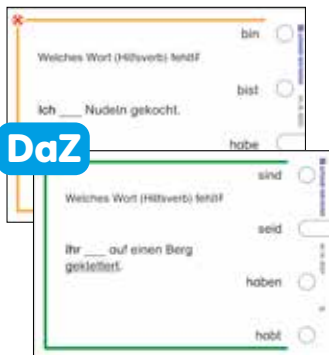 bin
Welches Wort (Hilfsverb) fehlt?
bist
Ich ___ Nudeln gekocht.
habe
DaZ
sind
Welches Wort (Hilfsverb) fehlt?
seid
Ihr ___ auf einen Berg
geklettert.
haben
habt